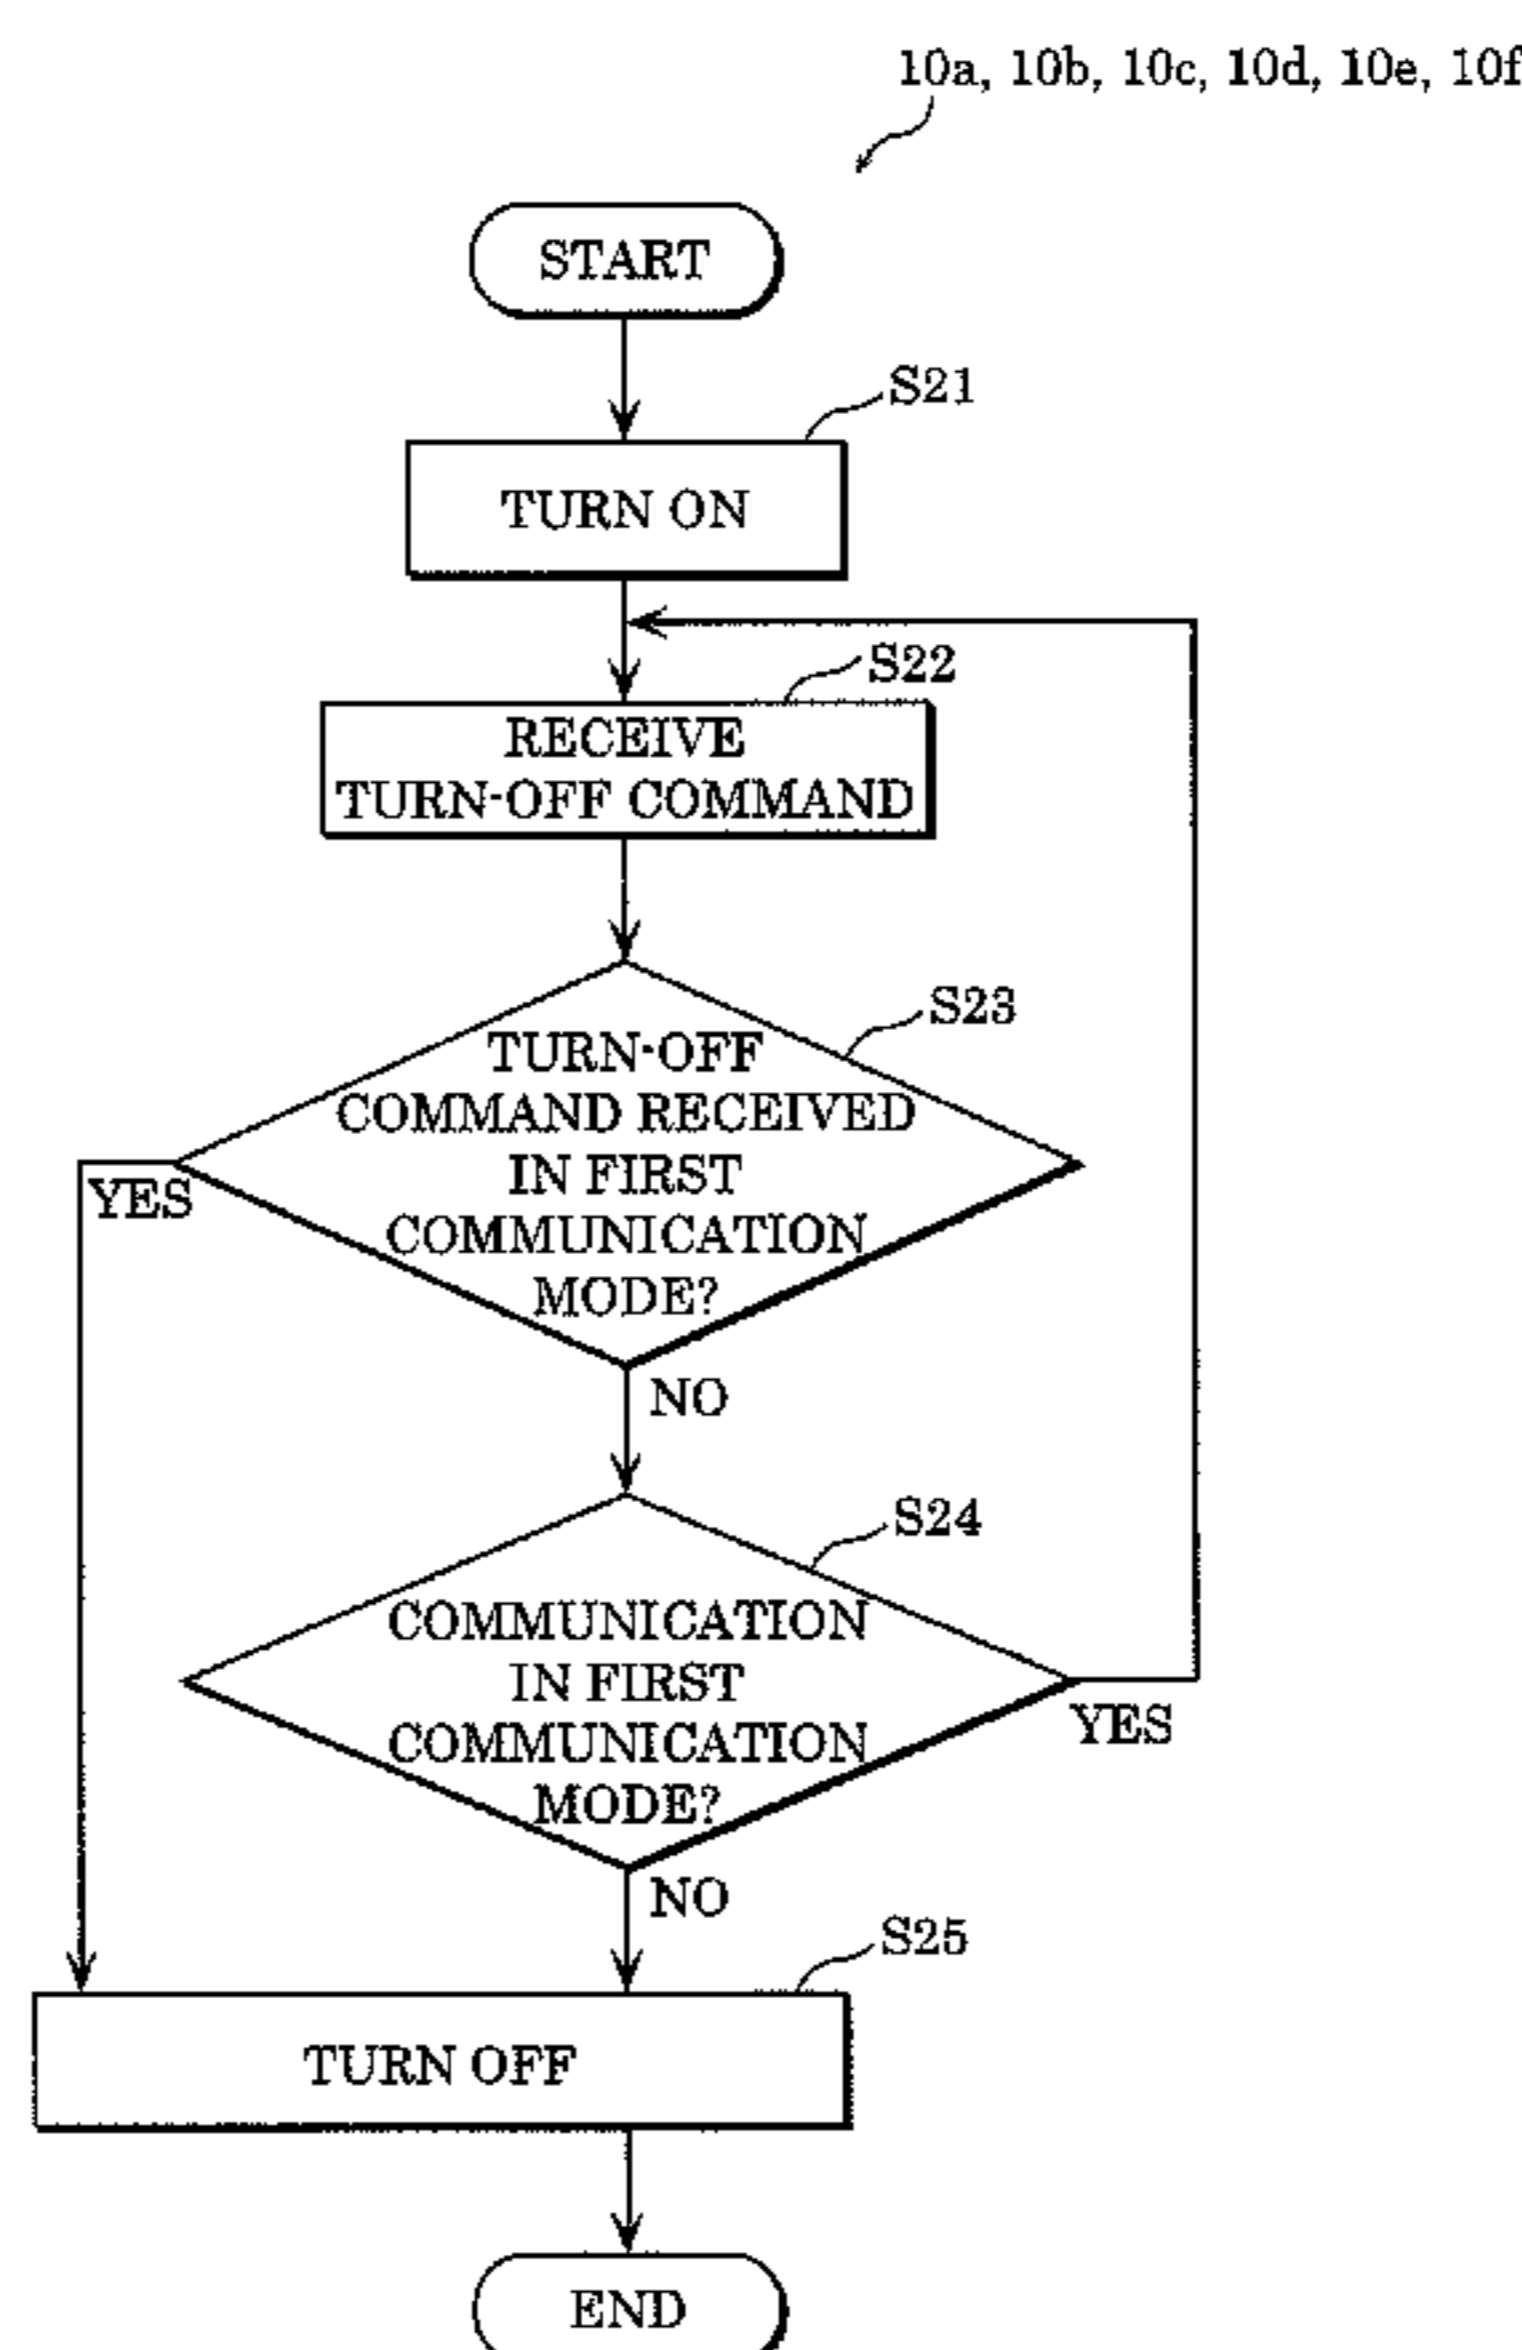 10a, 10b, 10c, 10d, 10e, 10f
START
S21
TURN ON
S22
RECEIVE
TURN-OFF COMMAND
S23
TURN-OFF
COMMAND RECEIVED
IN FIRST
COMMUNICATION
MODE?
YES
NO
S24
COMMUNICATION
IN FIRST
COMMUNICATION
MODE?
YES
NO
S25
TURN OFF
END